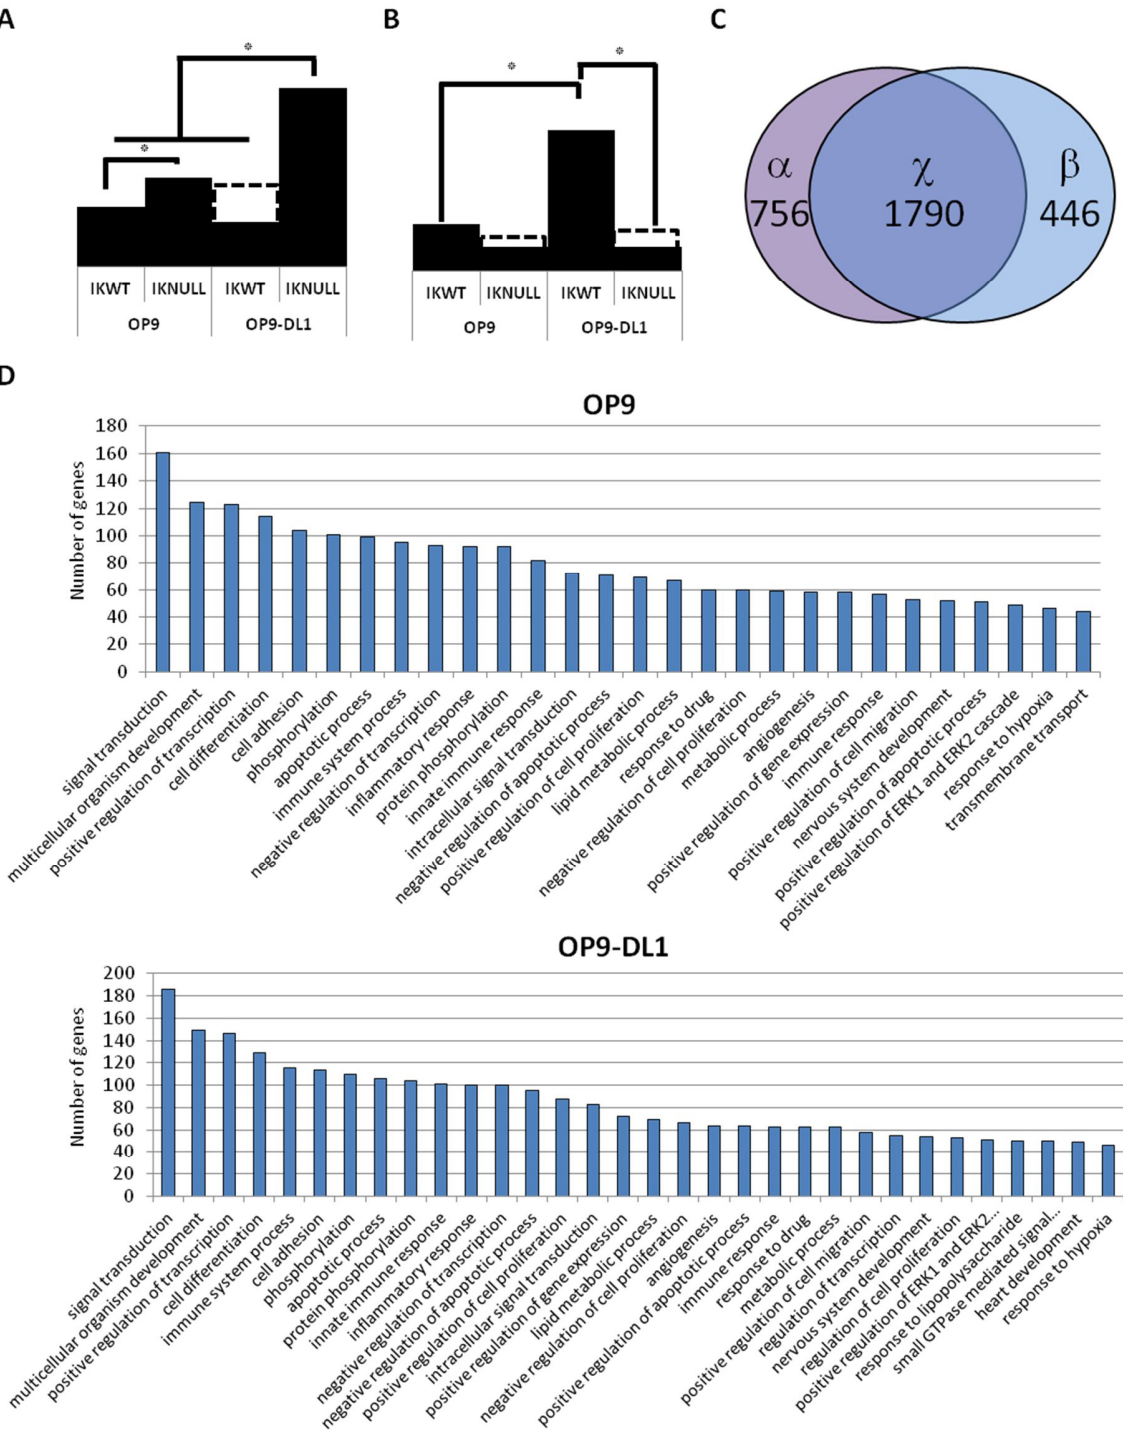 A
B
C
*
*
*
*
IKWT IKNULL IKWT IKNULL
OP9 OP9-DL1
IKWT IKNULL IKWT IKNULL
OP9 OP9-DL1
α
756
χ
1790
β
446
D
OP9
Number of genes
180
160
140
120
100
80
60
40
20
0
signal transduction
multicellular organism development
positive regulation of transcription
cell differentiation
cell adhesion
phosphorylation
apoptotic process
immune system process
negative regulation of transcription
inflammatory response
protein phosphorylation
innate immune response
intracellular signal transduction
negative regulation of apoptotic process
positive regulation of cell proliferation
lipid metabolic process
response to drug
negative regulation of cell proliferation
metabolic process
angiogenesis
positive regulation of gene expression
immune response
positive regulation of cell migration
nervous system development
positive regulation of apoptotic process
positive regulation of ERK1 and ERK2 cascade
response to hypoxia
transmembrane transport
OP9-DL1
Number of genes
200
180
160
140
120
100
80
60
40
20
0
signal transduction
multicellular organism development
positive regulation of transcription
cell differentiation
immune system process
cell adhesion
phosphorylation
apoptotic process
protein phosphorylation
innate immune response
inflammatory response
negative regulation of transcription
negative regulation of apoptotic process
positive regulation of cell proliferation
intracellular signal transduction
positive regulation of gene expression
lipid metabolic process
negative regulation of cell proliferation
angiogenesis
positive regulation of apoptotic process
immune response
response to drug
metabolic process
positive regulation of cell migration
regulation of transcription
nervous system development
regulation of cell proliferation
positive regulation of ERK1 and ERK2...
response to lipopolysaccharide
small GTPase mediated signal...
heart development
response to hypoxia